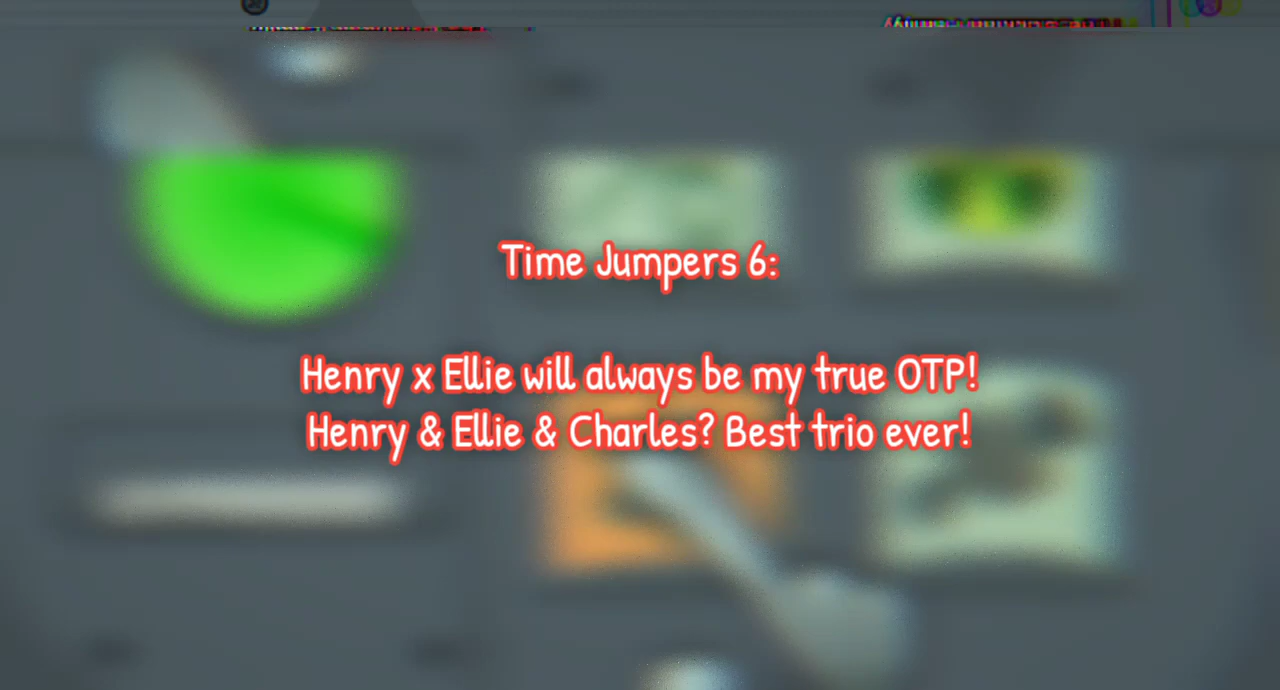 Time Jumpers 6:
Henry x Ellie will always be my true OTP!
Henry & Ellie & Charles? Best trio ever!